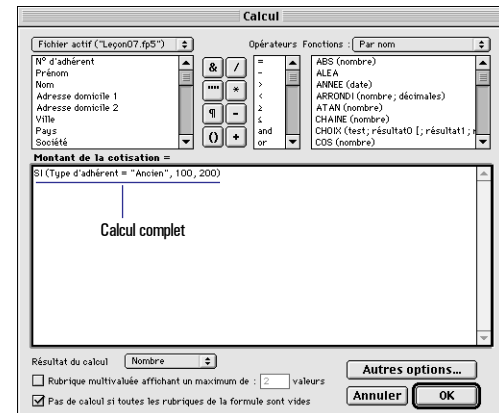 Calcul
Fichier actif ("Leçon07.fp5")
Opérateurs Fonctions : Par nom
N° d'adhérent
Prénom
Nom
Adresse domicile 1
Adresse domicile 2
Ville
Pays
Société
& /
"" *
¶ -
() +
=
≠
>
<
≥
≤
and
or
ABS (nombre)
ALEA
ANNEE (date)
ARRONDI (nombre; décimales)
ATAN (nombre)
CHAINE (nombre)
CHOIX (test; résultat0 [; résultat1; r
COS (nombre)
Montant de la cotisation =
SI (Type d'adhérent = "Ancien", 100, 200)
Calcul complet
Résultat du calcul Nombre
Rubrique multivaluée affichant un maximum de : 2 valeurs
Pas de calcul si toutes les rubriques de la formule sont vides
Autres options...
Annuler OK